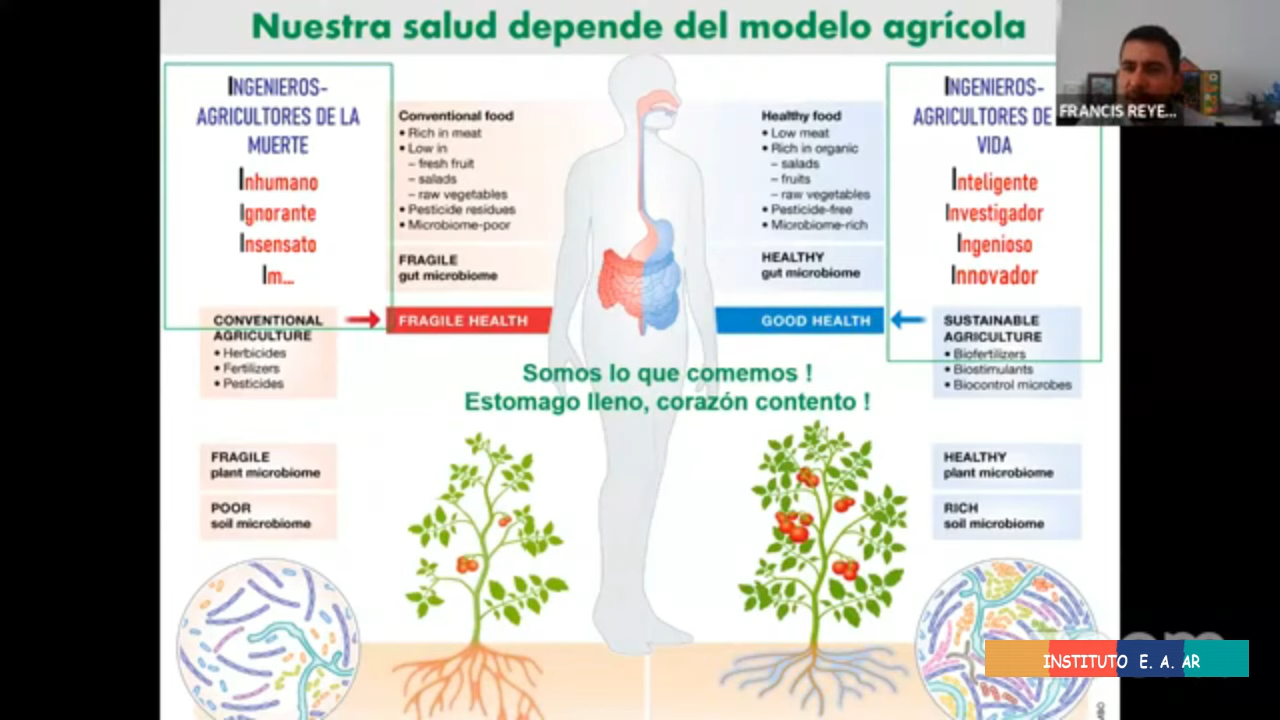 Nuestra salud depende del modelo agrícola
INGENIEROS-
AGRICULTORES DE LA
MUERTE
Inhumano
Ignorante
Insensato
Im...
Conventional food
• Rich in meat
• Low in
– fresh fruit
– salads
– raw vegetables
• Pesticide residues
• Microbiome-poor
FRAGILE
gut microbiome
CONVENTIONAL
AGRICULTURE
• Herbicides
• Fertilizers
• Pesticides
FRAGILE HEALTH
Healthy food
• Low meat
• Rich in organic
– salads
– fruits
– raw vegetables
• Pesticide-free
• Microbiome-rich
HEALTHY
gut microbiome
GOOD HEALTH
INGENIEROS-
AGRICULTORES DE
VIDA
Inteligente
Investigador
Ingenioso
Innovador
SUSTAINABLE
AGRICULTURE
• Biofertilizers
• Biostimulants
• Biocontrol microbes
FRANCIS REYE...
Somos lo que comemos !
Estomago lleno, corazón contento !
FRAGILE
plant microbiome
POOR
soil microbiome
HEALTHY
plant microbiome
RICH
soil microbiome
INSTITUTO E. A. AR